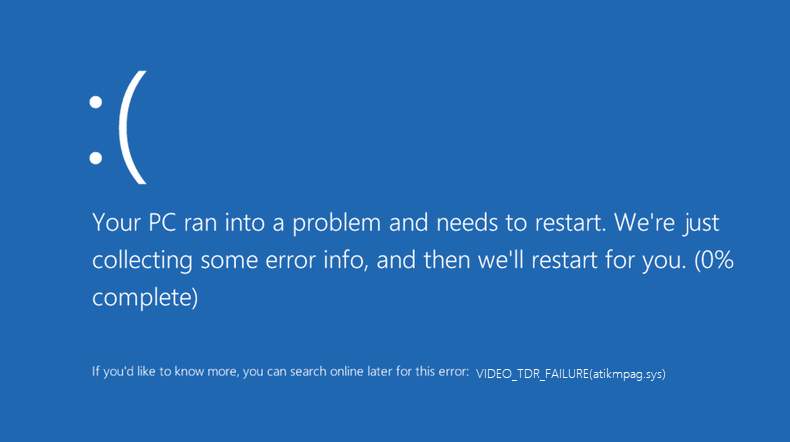 :(
Your PC ran into a problem and needs to restart. We're just
collecting some error info, and then we'll restart for you. (0%
complete)
If you'd like to know more, you can search online later for this error: VIDEO_TDR_FAILURE(atikmpag.sys)